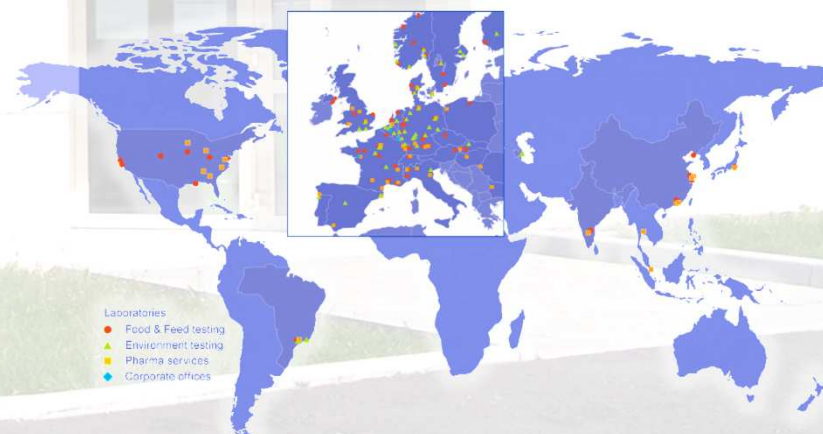 Laboratories
Food & Feed testing
Environment testing
Pharma services
Corporate offices